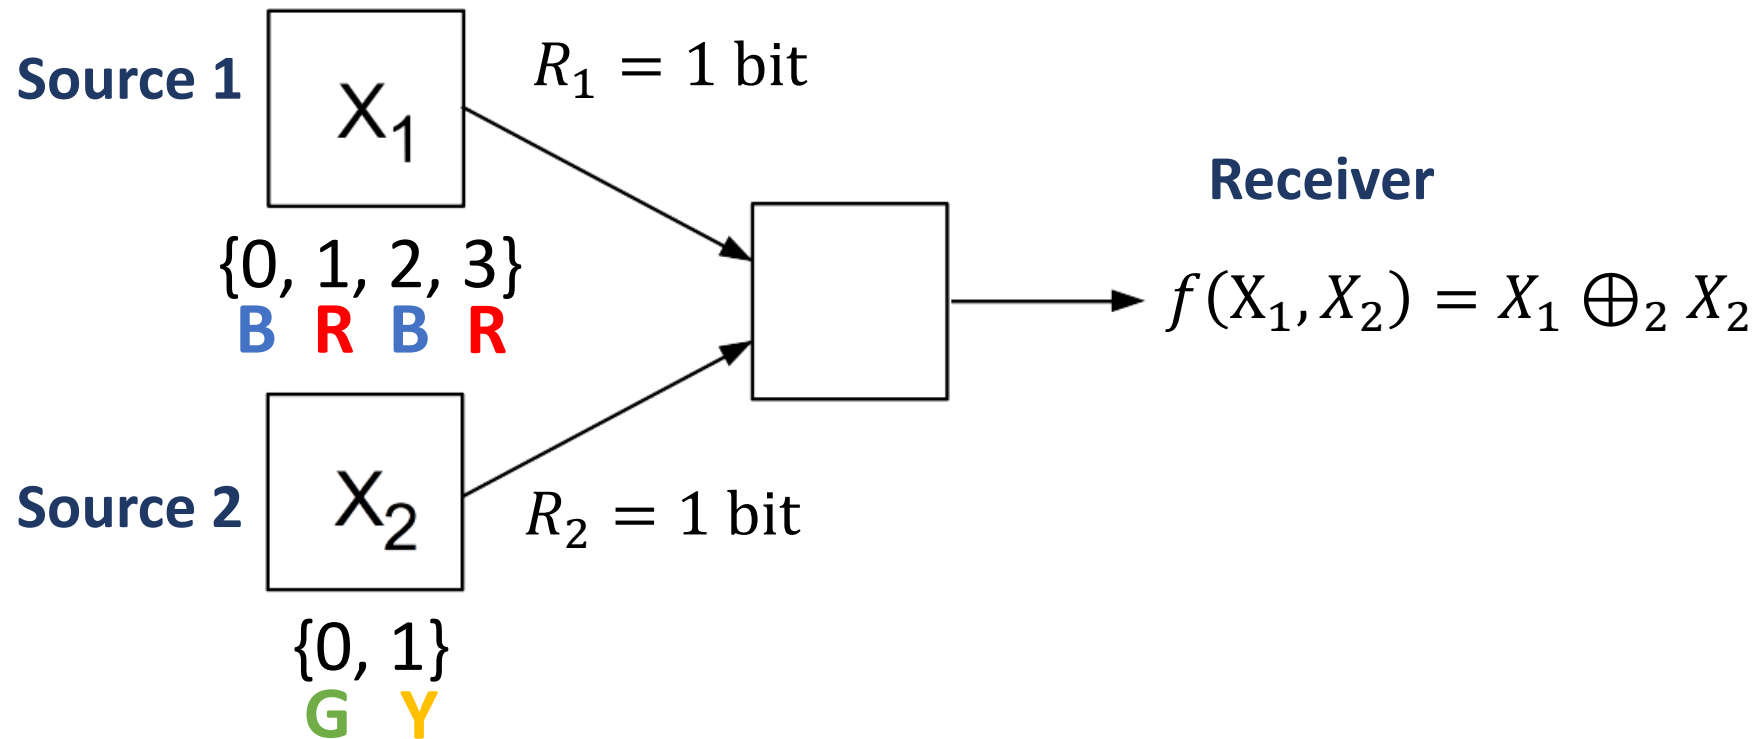 Source 1
X₁
R₁ = 1 bit
{0, 1, 2, 3}
B R B R
Receiver
f(X₁, X₂) = X₁ ⊕₂ X₂
Source 2
X₂
R₂ = 1 bit
{0, 1}
G Y